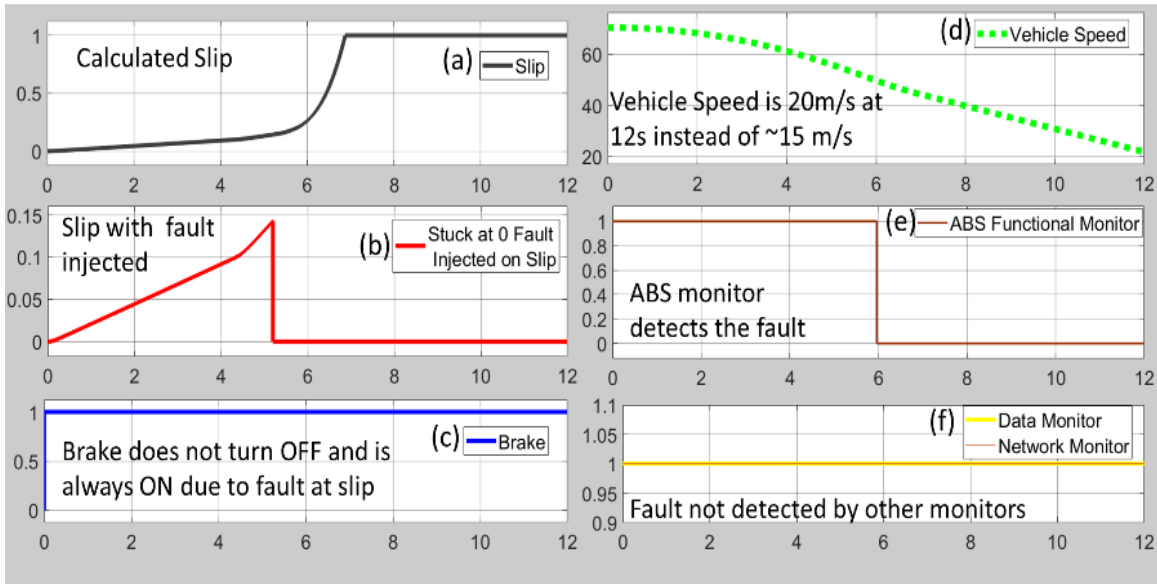 Calculated Slip
(a)
Slip
1
0.5
0
0 2 4 6 8 10 12
Slip with fault
injected
(b)
Stuck at 0 Fault
Injected on Slip
0.15
0.1
0.05
0
0 2 4 6 8 10 12
(c)
Brake
Brake does not turn OFF and is
always ON due to fault at slip
1
0.5
0
0 2 4 6 8 10 12
(d)
Vehicle Speed
Vehicle Speed is 20m/s at
12s instead of ~15 m/s
60
40
20
0 2 4 6 8 10 12
(e)
ABS Functional Monitor
ABS monitor
detects the fault
1
0.8
0.6
0.4
0.2
0
0 2 4 6 8 10 12
(f)
Data Monitor
Network Monitor
Fault not detected by other monitors
1.1
1.05
1
0.95
0.9
0 2 4 6 8 10 12